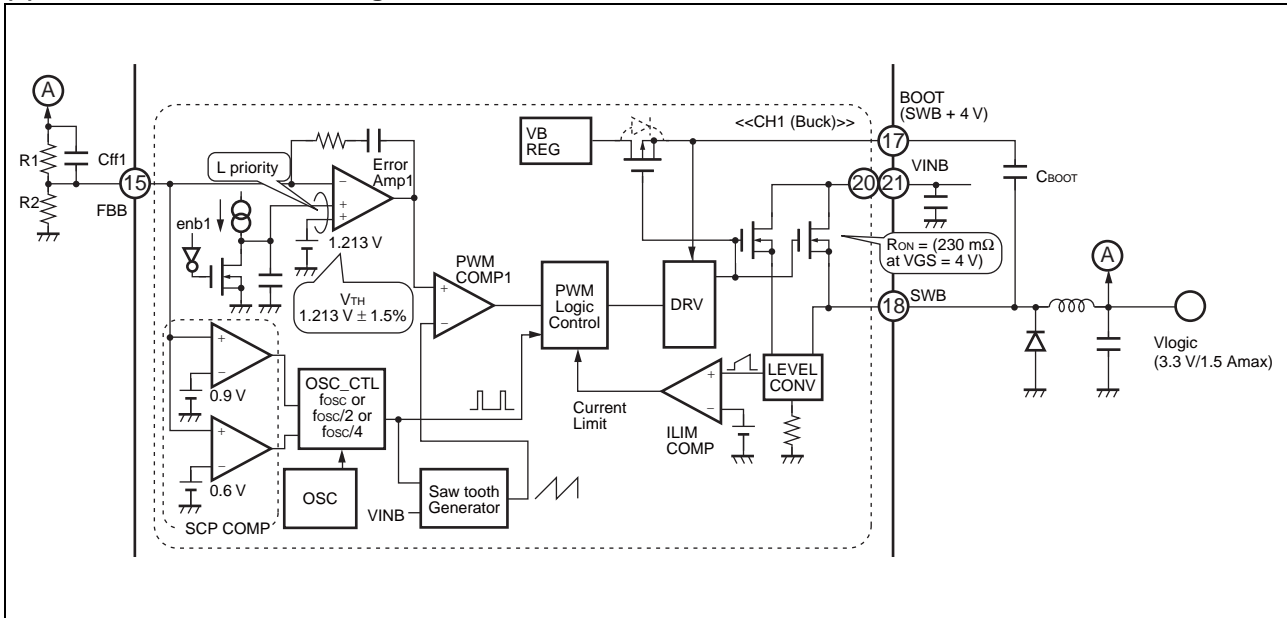 A
R1
Cff1
R2
15
FBB
L priority
enb1
Error
Amp1
−
+
+
1.213 V
VTH
1.213 V ± 1.5%
VB
REG
<<CH1 (Buck)>>
BOOT
(SWB + 4 V)
17
20
21
VINB
CBOOT
RON = (230 mΩ
at VGS = 4 V)
PWM
COMP1
+
−
PWM
Logic
Control
DRV
18
SWB
A
Vlogic
(3.3 V/1.5 Amax)
+
−
0.9 V
+
−
0.6 V
SCP COMP
OSC_CTL
fosc or
fosc/2 or
fosc/4
OSC
VINB
Saw tooth
Generator
Current
Limit
+
−
ILIM
COMP
LEVEL
CONV